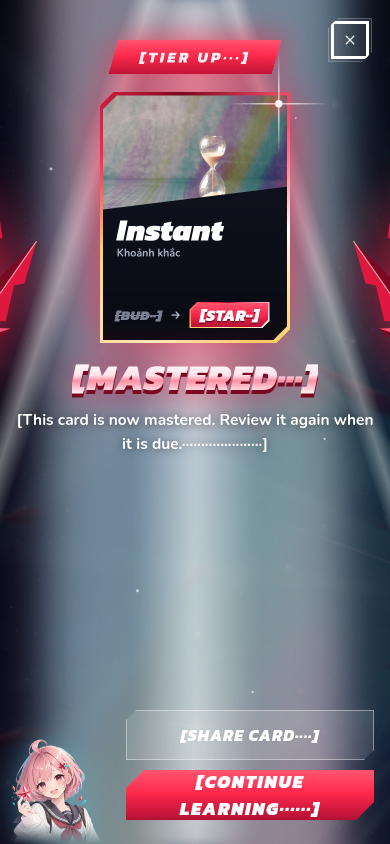 [TIER UP···]
×
Instant
Khoảnh khắc
[BUD··] → [STAR··]
[MASTERED···]
[This card is now mastered. Review it again when
it is due.·····················]
[SHARE CARD····]
[CONTINUE
LEARNING······]